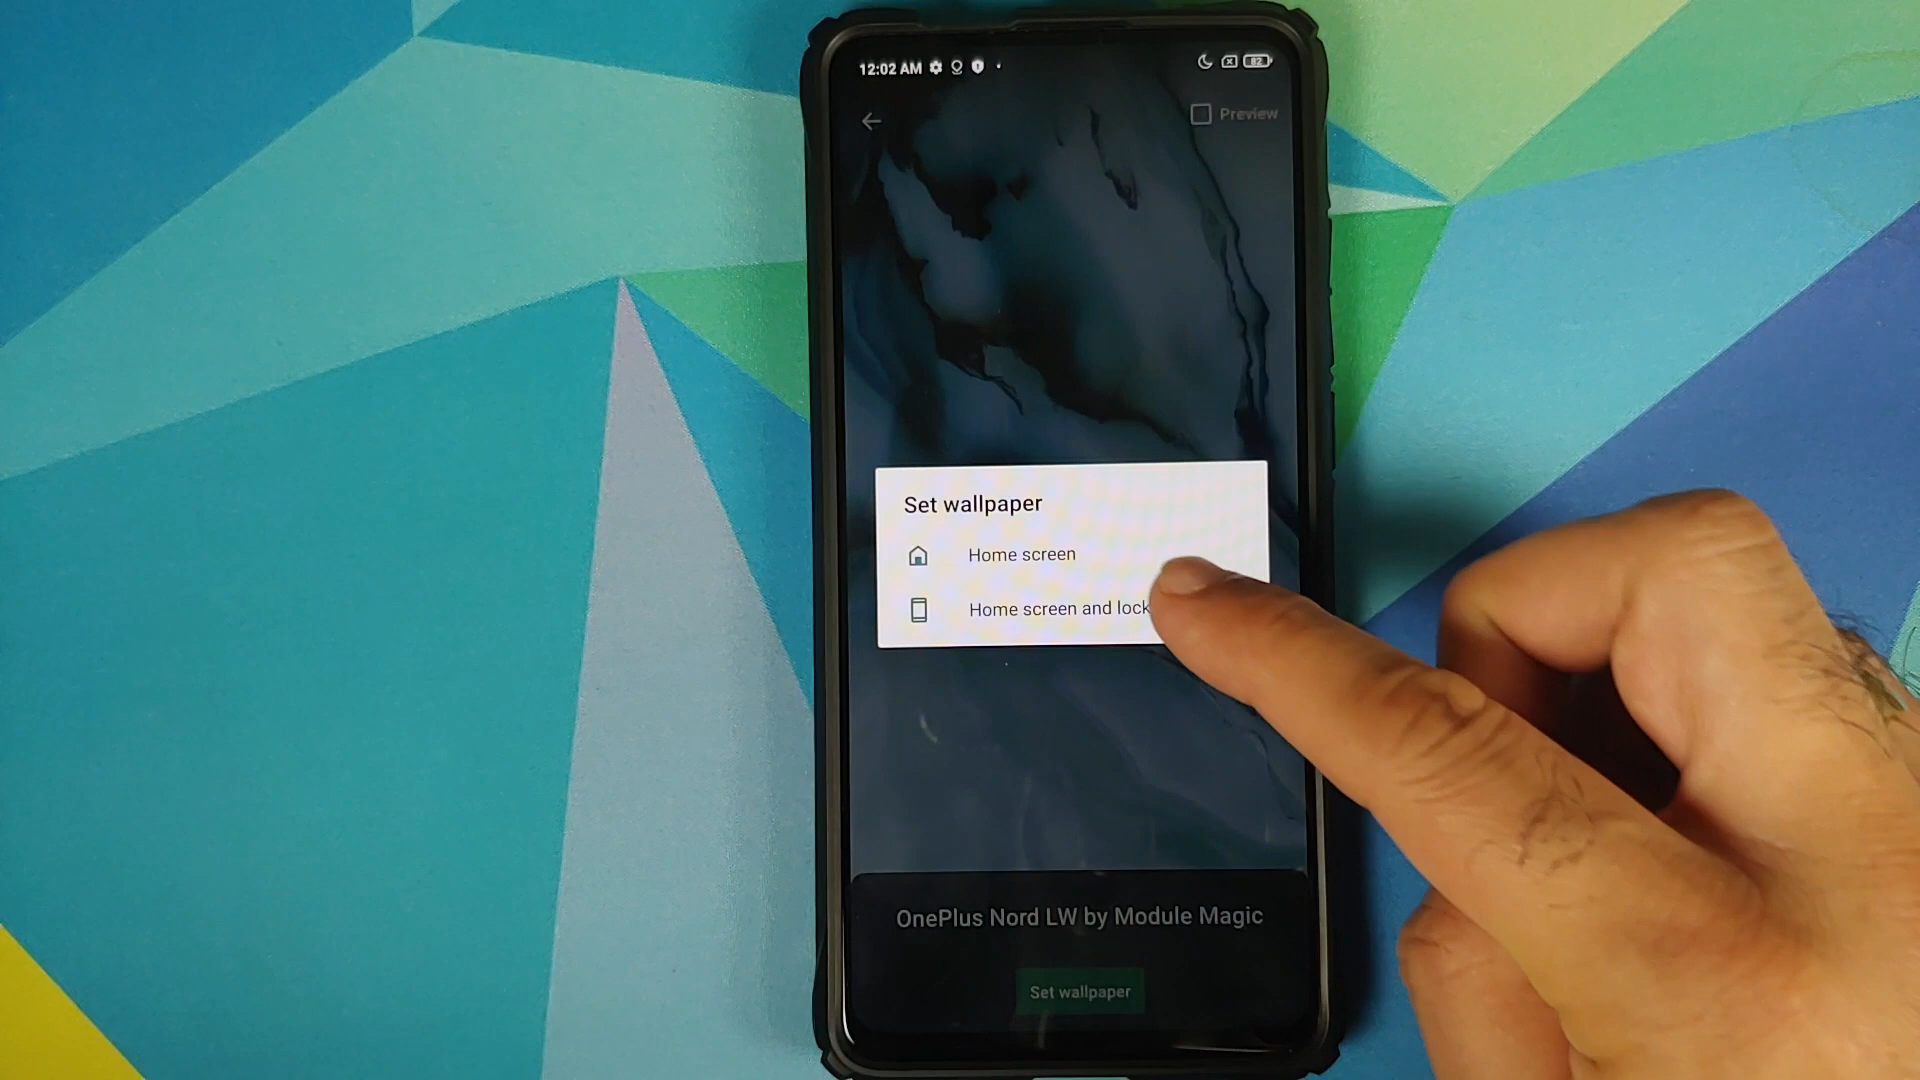 12:02 AM
82
Preview
Set wallpaper
Home screen
Home screen and lock
OnePlus Nord LW by Module Magic
Set wallpaper